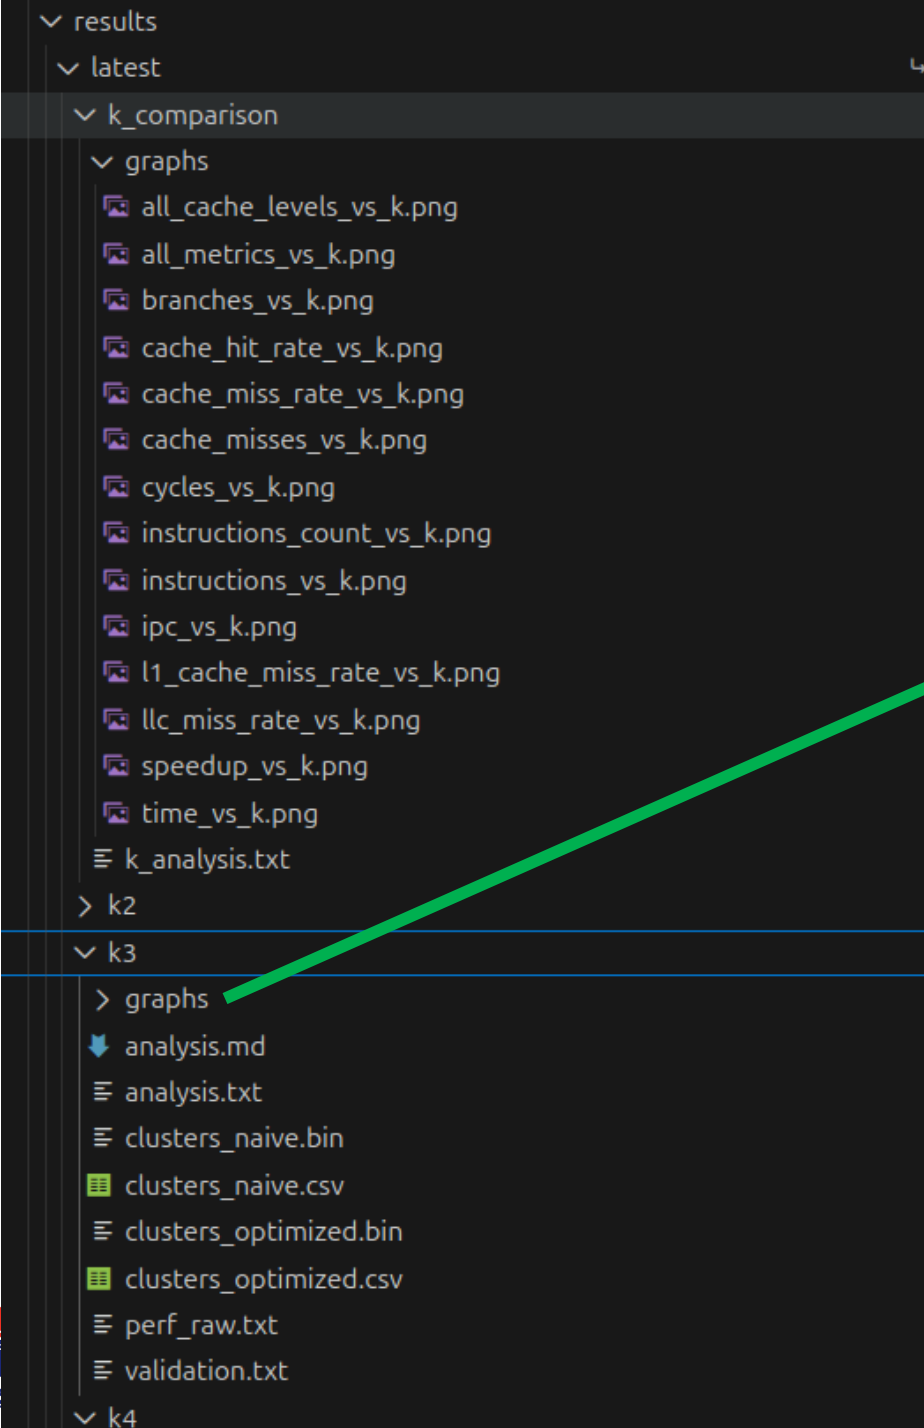 results
latest
k_comparison
graphs
all_cache_levels_vs_k.png
all_metrics_vs_k.png
branches_vs_k.png
cache_hit_rate_vs_k.png
cache_miss_rate_vs_k.png
cache_misses_vs_k.png
cycles_vs_k.png
instructions_count_vs_k.png
instructions_vs_k.png
ipc_vs_k.png
l1_cache_miss_rate_vs_k.png
llc_miss_rate_vs_k.png
speedup_vs_k.png
time_vs_k.png
k_analysis.txt
k2
k3
graphs
analysis.md
analysis.txt
clusters_naive.bin
clusters_naive.csv
clusters_optimized.bin
clusters_optimized.csv
perf_raw.txt
validation.txt
k4